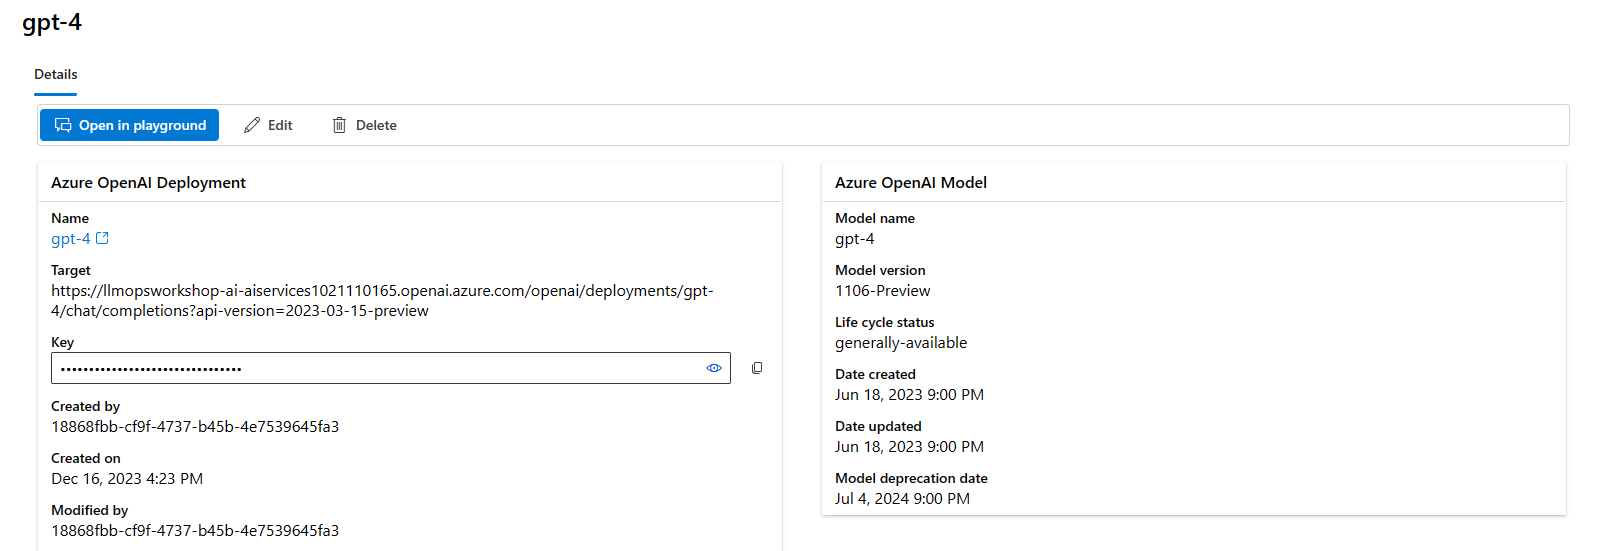 gpt-4
Details
Open in playground
Edit
Delete
Azure OpenAI Deployment
Name
gpt-4
Target
https://llmopsworkshop-ai-aiservices1021110165.openai.azure.com/openai/deployments/gpt-
4/chat/completions?api-version=2023-03-15-preview
Key
••••••••••••••••••••••••••••••••
Created by
18868fbb-cf9f-4737-b45b-4e7539645fa3
Created on
Dec 16, 2023 4:23 PM
Modified by
18868fbb-cf9f-4737-b45b-4e7539645fa3
Azure OpenAI Model
Model name
gpt-4
Model version
1106-Preview
Life cycle status
generally-available
Date created
Jun 18, 2023 9:00 PM
Date updated
Jun 18, 2023 9:00 PM
Model deprecation date
Jul 4, 2024 9:00 PM